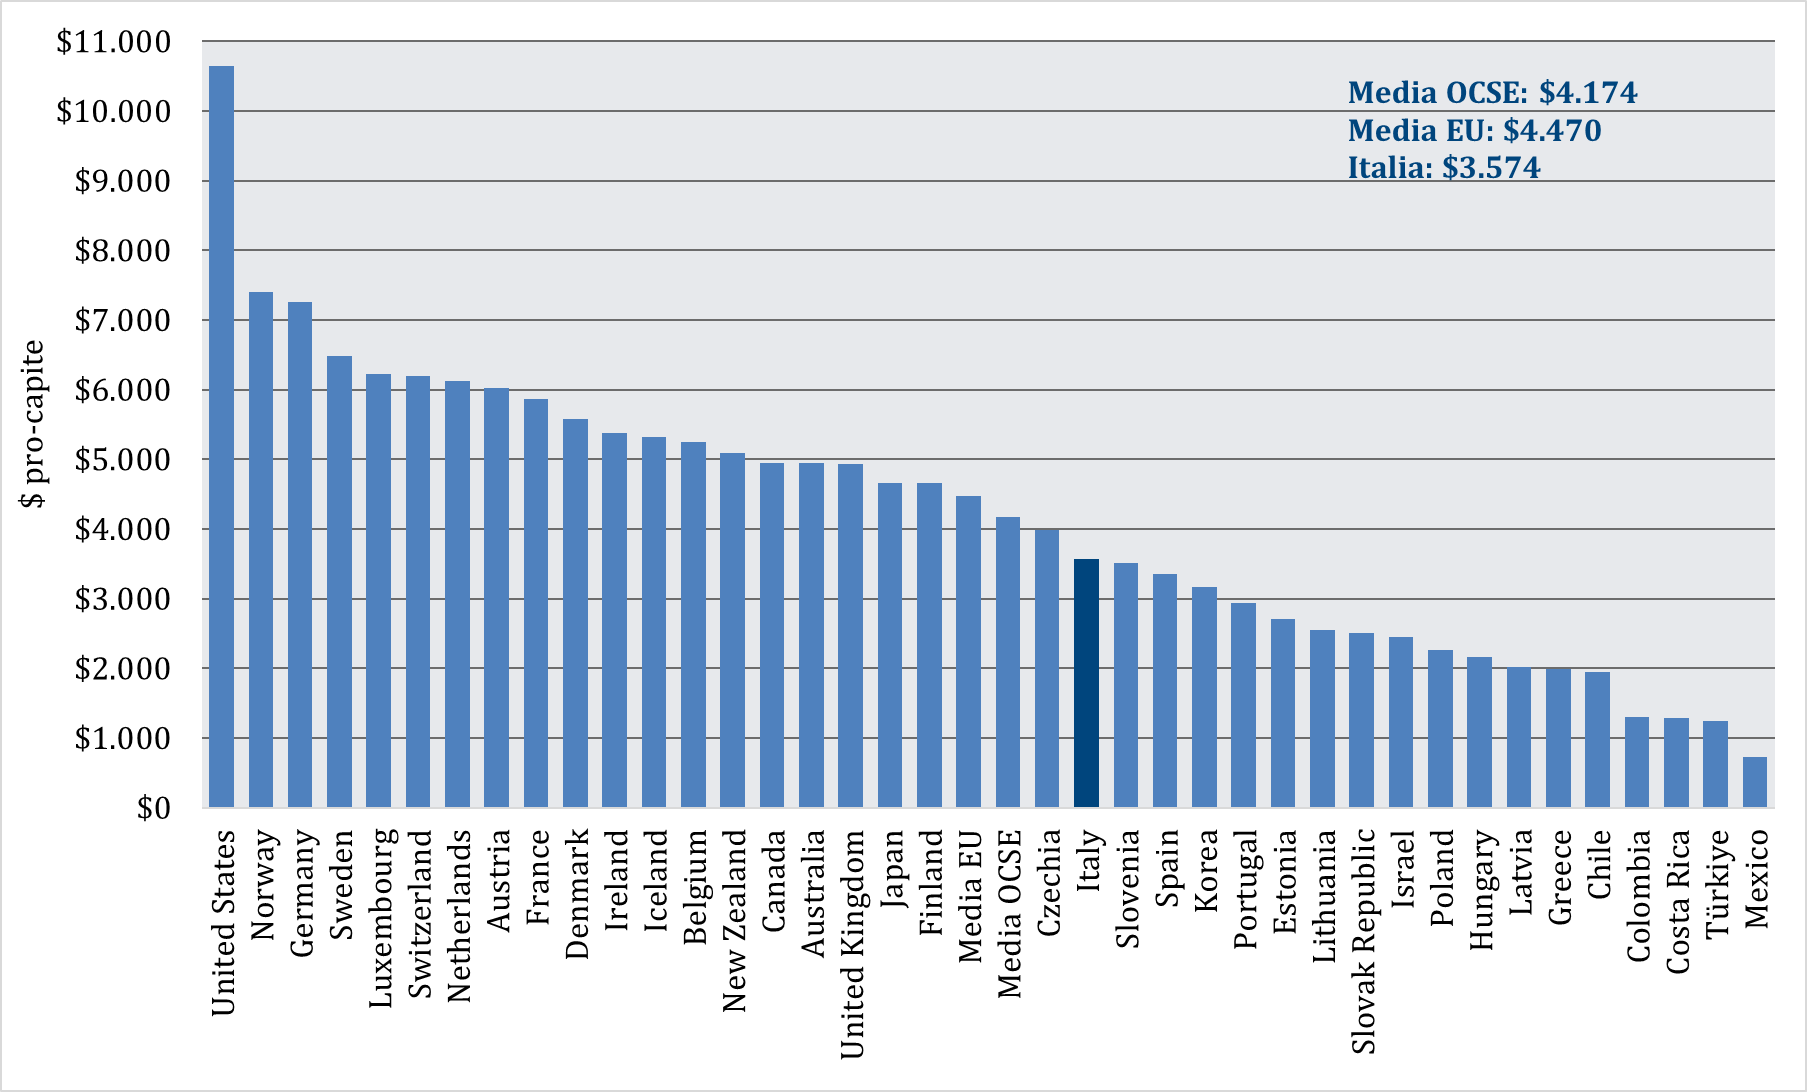 $11.000
$10.000
$9.000
$8.000
$7.000
$6.000
$5.000
$4.000
$3.000
$2.000
$1.000
$0
$ pro-capite
Media OCSE: $4.174
Media EU: $4.470
Italia: $3.574
United States
Norway
Germany
Sweden
Luxembourg
Switzerland
Netherlands
Austria
France
Denmark
Ireland
Iceland
Belgium
New Zealand
Canada
Australia
United Kingdom
Japan
Finland
Media EU
Media OCSE
Czechia
Italy
Slovenia
Spain
Korea
Portugal
Estonia
Lithuania
Slovak Republic
Israel
Poland
Hungary
Latvia
Greece
Chile
Colombia
Costa Rica
Türkiye
Mexico